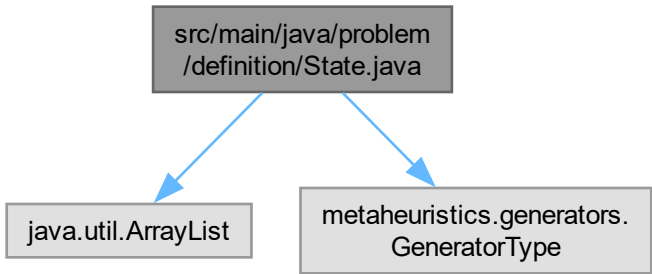 src/main/java/problem
/definition/State.java
java.util.ArrayList
metaheuristics.generators.
GeneratorType